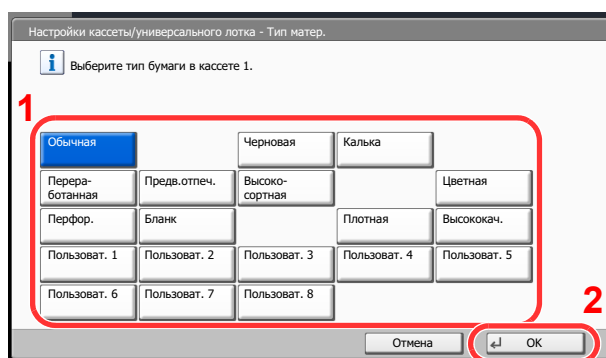 Настройки кассеты/универсального лотка - Тип матер.
i Выберите тип бумаги в кассете 1.
1
Обычная Черновая Калька
Перера-
ботанная Предв.отпеч. Высоко-
сортная Цветная
Перфор. Бланк Плотная Высококач.
Пользоват. 1 Пользоват. 2 Пользоват. 3 Пользоват. 4 Пользоват. 5
Пользоват. 6 Пользоват. 7 Пользоват. 8
2
Отмена OK